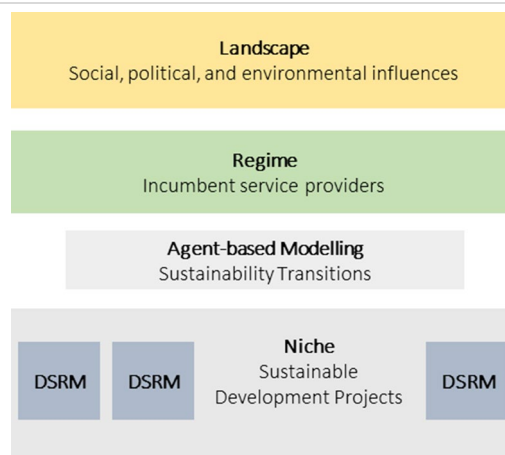 Landscape
Social, political, and environmental influences
Regime
Incumbent service providers
Agent-based Modelling
Sustainability Transitions
Niche
Sustainable
Development Projects
DSRM
DSRM
DSRM